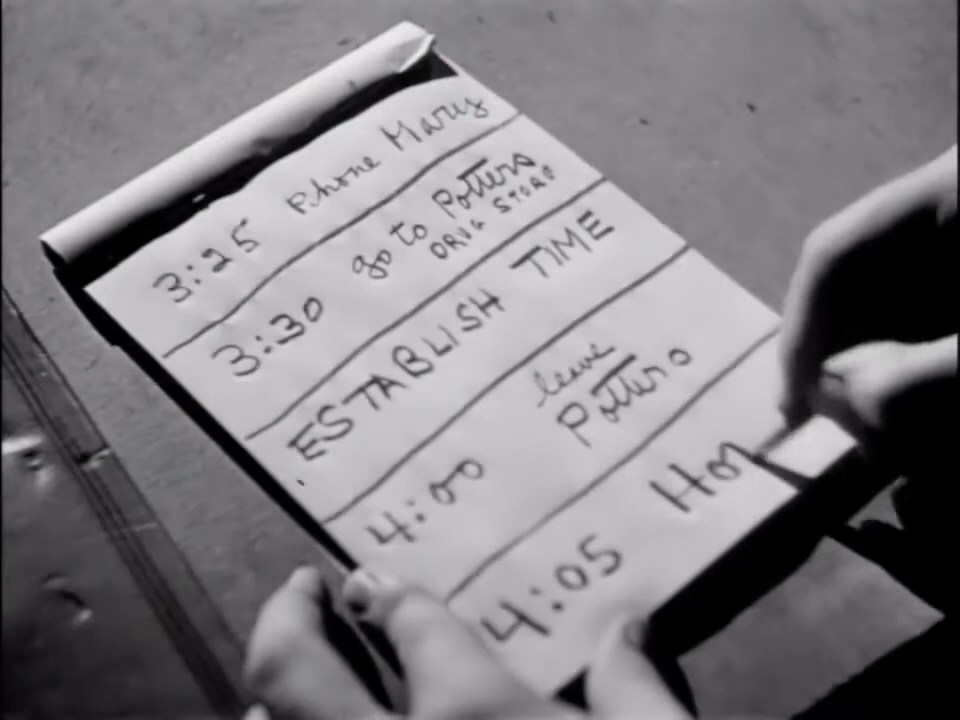 3:25 Phone Mary
3:30 go to Potters
DRUG STORE
ESTABLISH TIME
4:00 leave
Potters
4:05 Hom